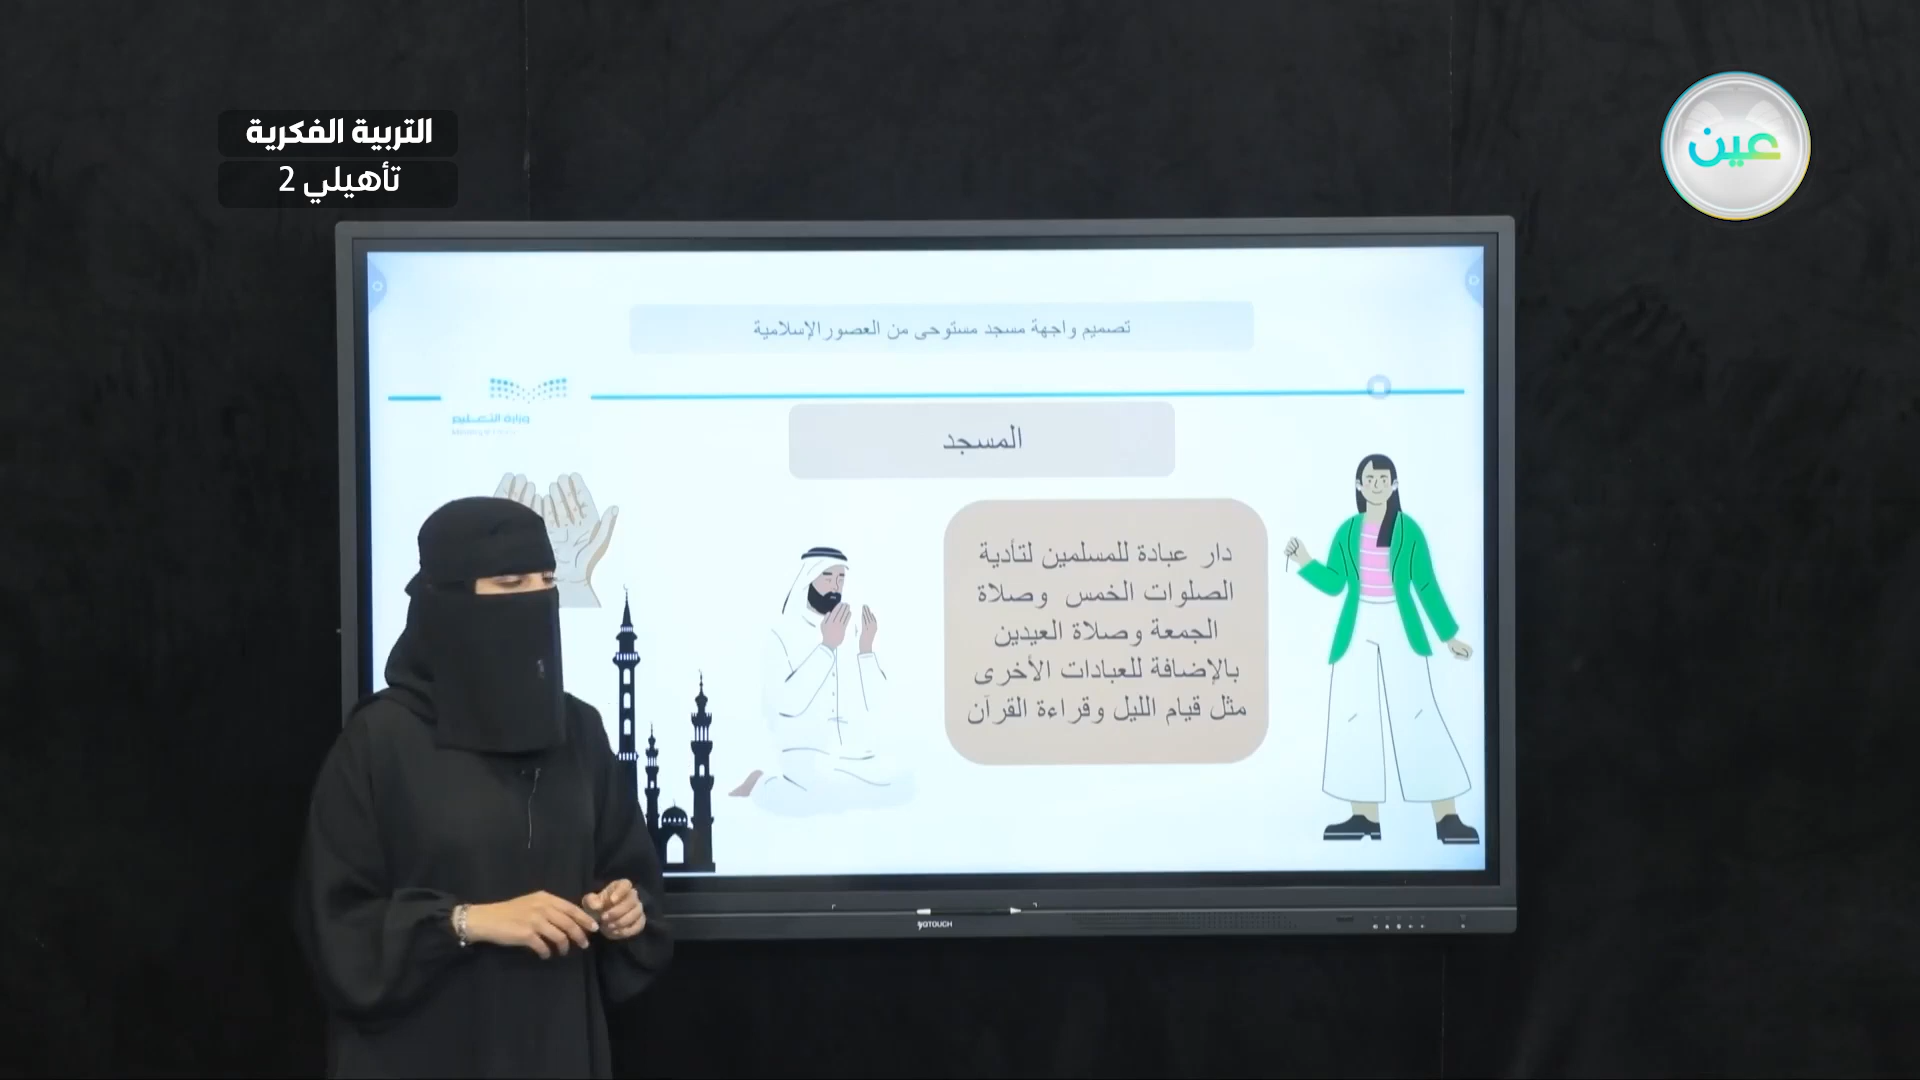 التربية الفكرية
تأهيلي 2
عين
تصميم واجهة مسجد مستوحى من العصور الإسلامية
وزارة التعليم
المسجد
دار عبادة للمسلمين لتأدية
الصلوات الخمس وصلاة
الجمعة وصلاة العيدين
بالإضافة للعبادات الأخرى
مثل قيام الليل وقراءة القرآن